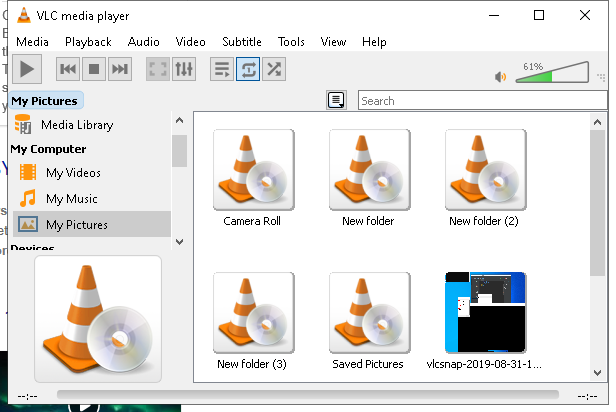 VLC media player
Media Playback Audio Video Subtitle Tools View Help
61%
My Pictures
Search
Media Library
My Computer
My Videos
My Music
My Pictures
Devices
Camera Roll
New folder
New folder (2)
New folder (3)
Saved Pictures
vlcsnap-2019-08-31-1...
--:--
--:--